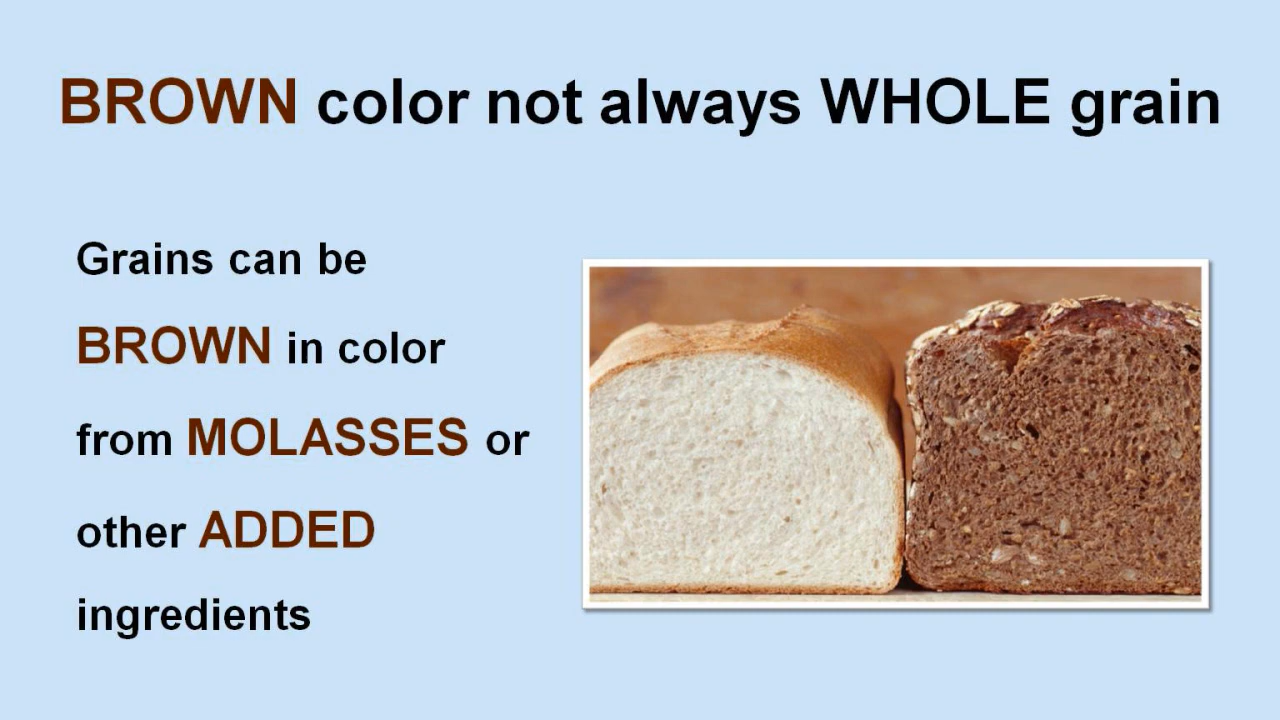 BROWN color not always WHOLE grain
Grains can be
BROWN in color
from MOLASSES or
other ADDED
ingredients